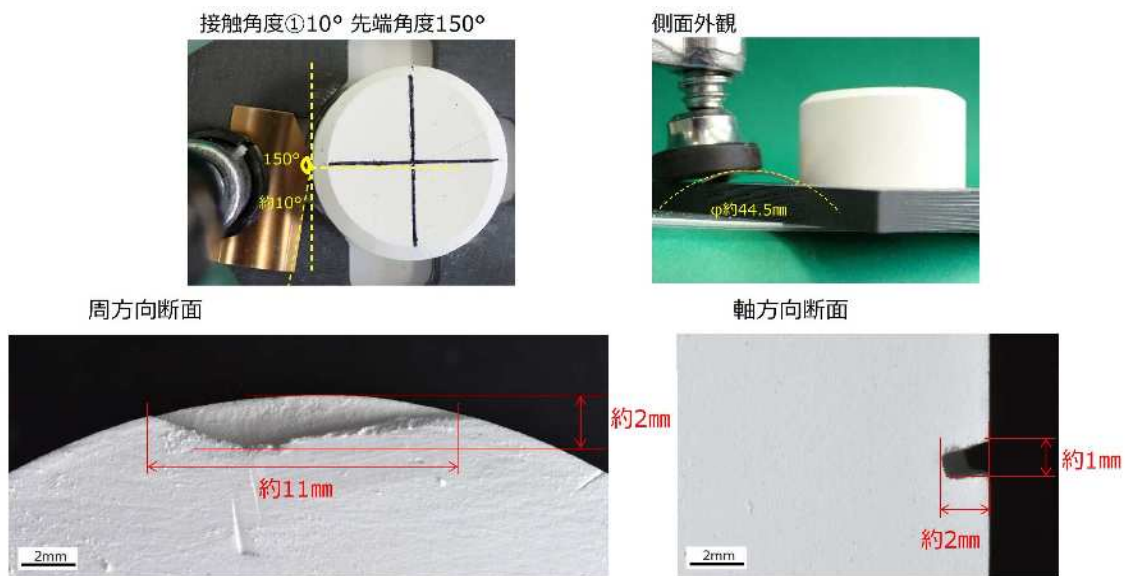 接触角度①10° 先端角度150°
側面外観
150°
約10°
φ約44.5㎜
周方向断面
軸方向断面
約2㎜
約11㎜
2mm
約1㎜
約2㎜
2mm